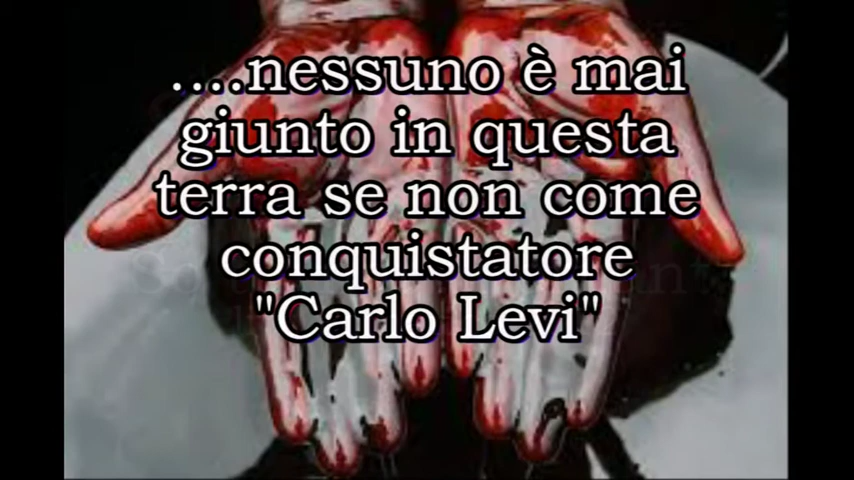 ....nessuno è mai
giunto in questa
terra se non come
conquistatore
"Carlo Levi"